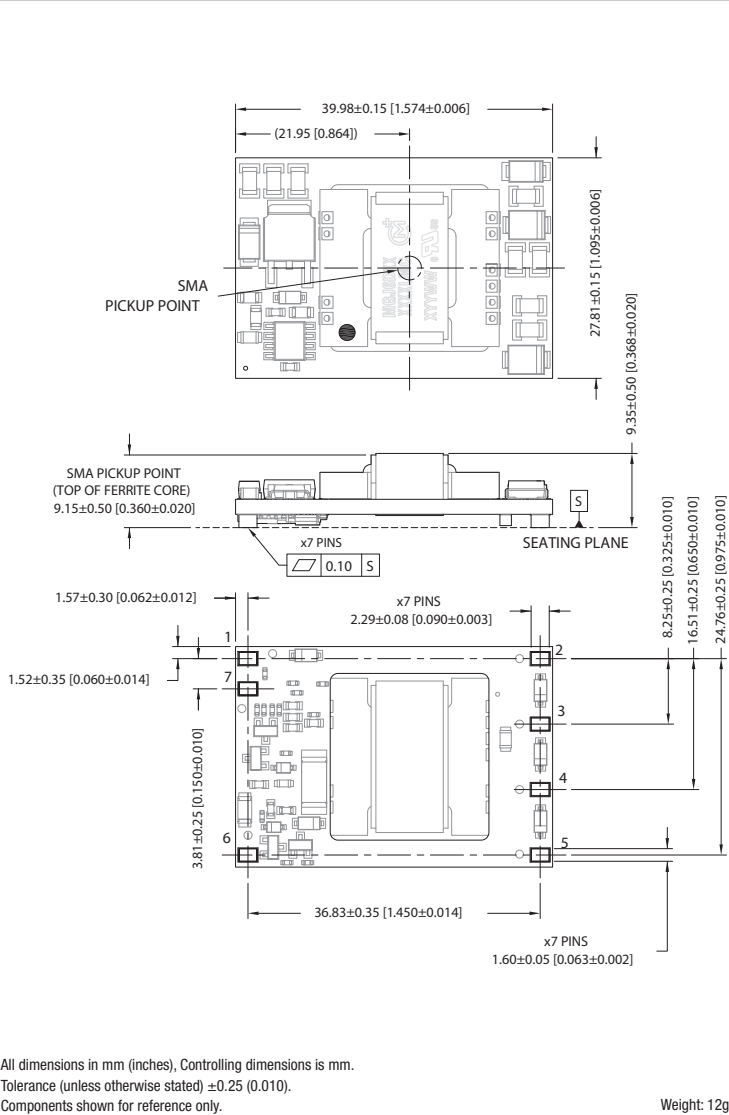 39.98±0.15 [1.574±0.006]
(21.95 [0.864])
27.81±0.15 [1.095±0.006]
SMA
PICKUP POINT
XYYWW
9.35±0.50 [0.368±0.020]
SMA PICKUP POINT
(TOP OF FERRITE CORE)
9.15±0.50 [0.360±0.020]
S
x7 PINS
SEATING PLANE
0.10 S
8.25±0.25 [0.325±0.010]
16.51±0.25 [0.650±0.010]
24.76±0.25 [0.975±0.010]
1.57±0.30 [0.062±0.012]
x7 PINS
2.29±0.08 [0.090±0.003]
1
2
1.52±0.35 [0.060±0.014]
7
3
3.81±0.25 [0.150±0.010]
4
6
5
36.83±0.35 [1.450±0.014]
x7 PINS
1.60±0.05 [0.063±0.002]
All dimensions in mm (inches), Controlling dimensions is mm.
Tolerance (unless otherwise stated) ±0.25 (0.010).
Components shown for reference only.
Weight: 12g